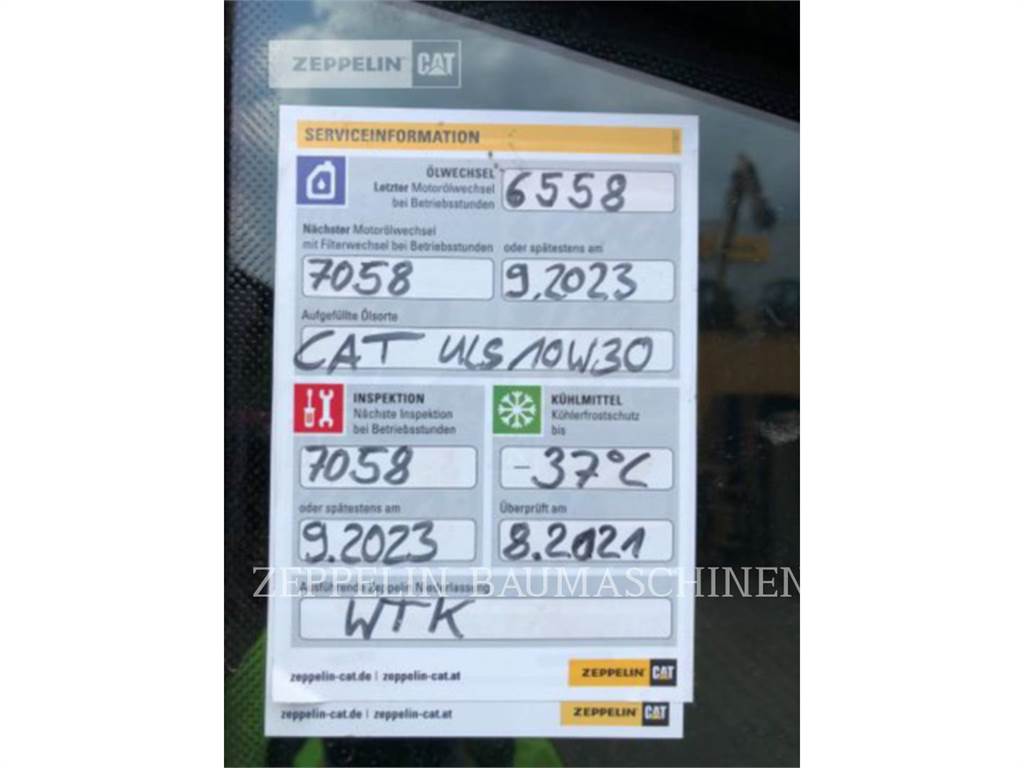 ZEPPELIN CAT
SERVICEINFORMATION
ÖLWECHSEL
Letzter Motorölwechsel
bei Betriebsstunden
6558
Nächster Motorölwechsel
mit Filterwechsel bei Betriebsstunden
oder spätestens am
7058
9.2023
Aufgefüllte Ölsorte
CAT ULS 10W30
INSPEKTION
Nächste Inspektion
bei Betriebsstunden
KÜHLMITTEL
Kühlerfrostschutz
bis
7058
-37°C
oder spätestens am
Überprüft am
9.2023
8.2021
ZEPPELIN BAUMASCHINEN
Ausführende Zeppelin Niederlassung
WTK
zeppelin-cat.de | zeppelin-cat.at
ZEPPELIN CAT
zeppelin-cat.de | zeppelin-cat.at
ZEPPELIN CAT